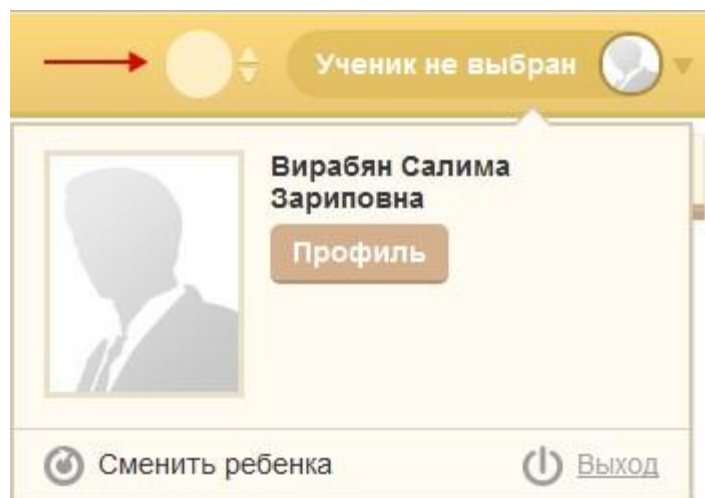 Ученик не выбран
Вирабян Салима
Зариповна
Профиль
Сменить ребенка
Выход